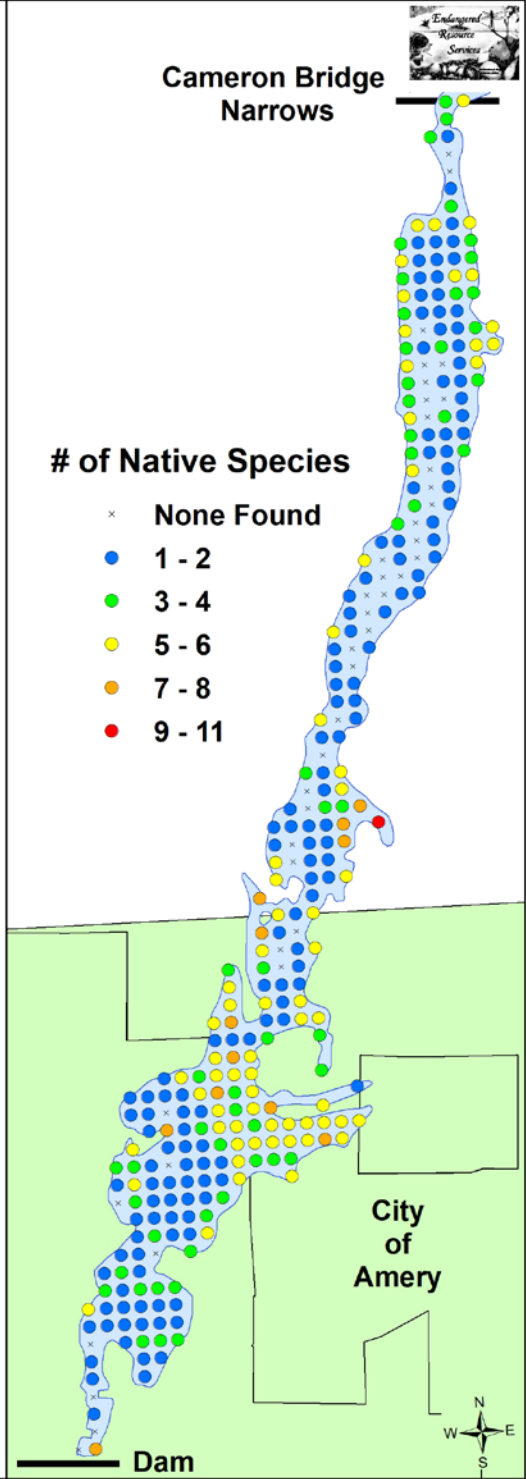 Endangered
Resource
Services
Cameron Bridge
Narrows
# of Native Species
× None Found
1 - 2
3 - 4
5 - 6
7 - 8
9 - 11
City
of
Amery
N
W E
S
Dam